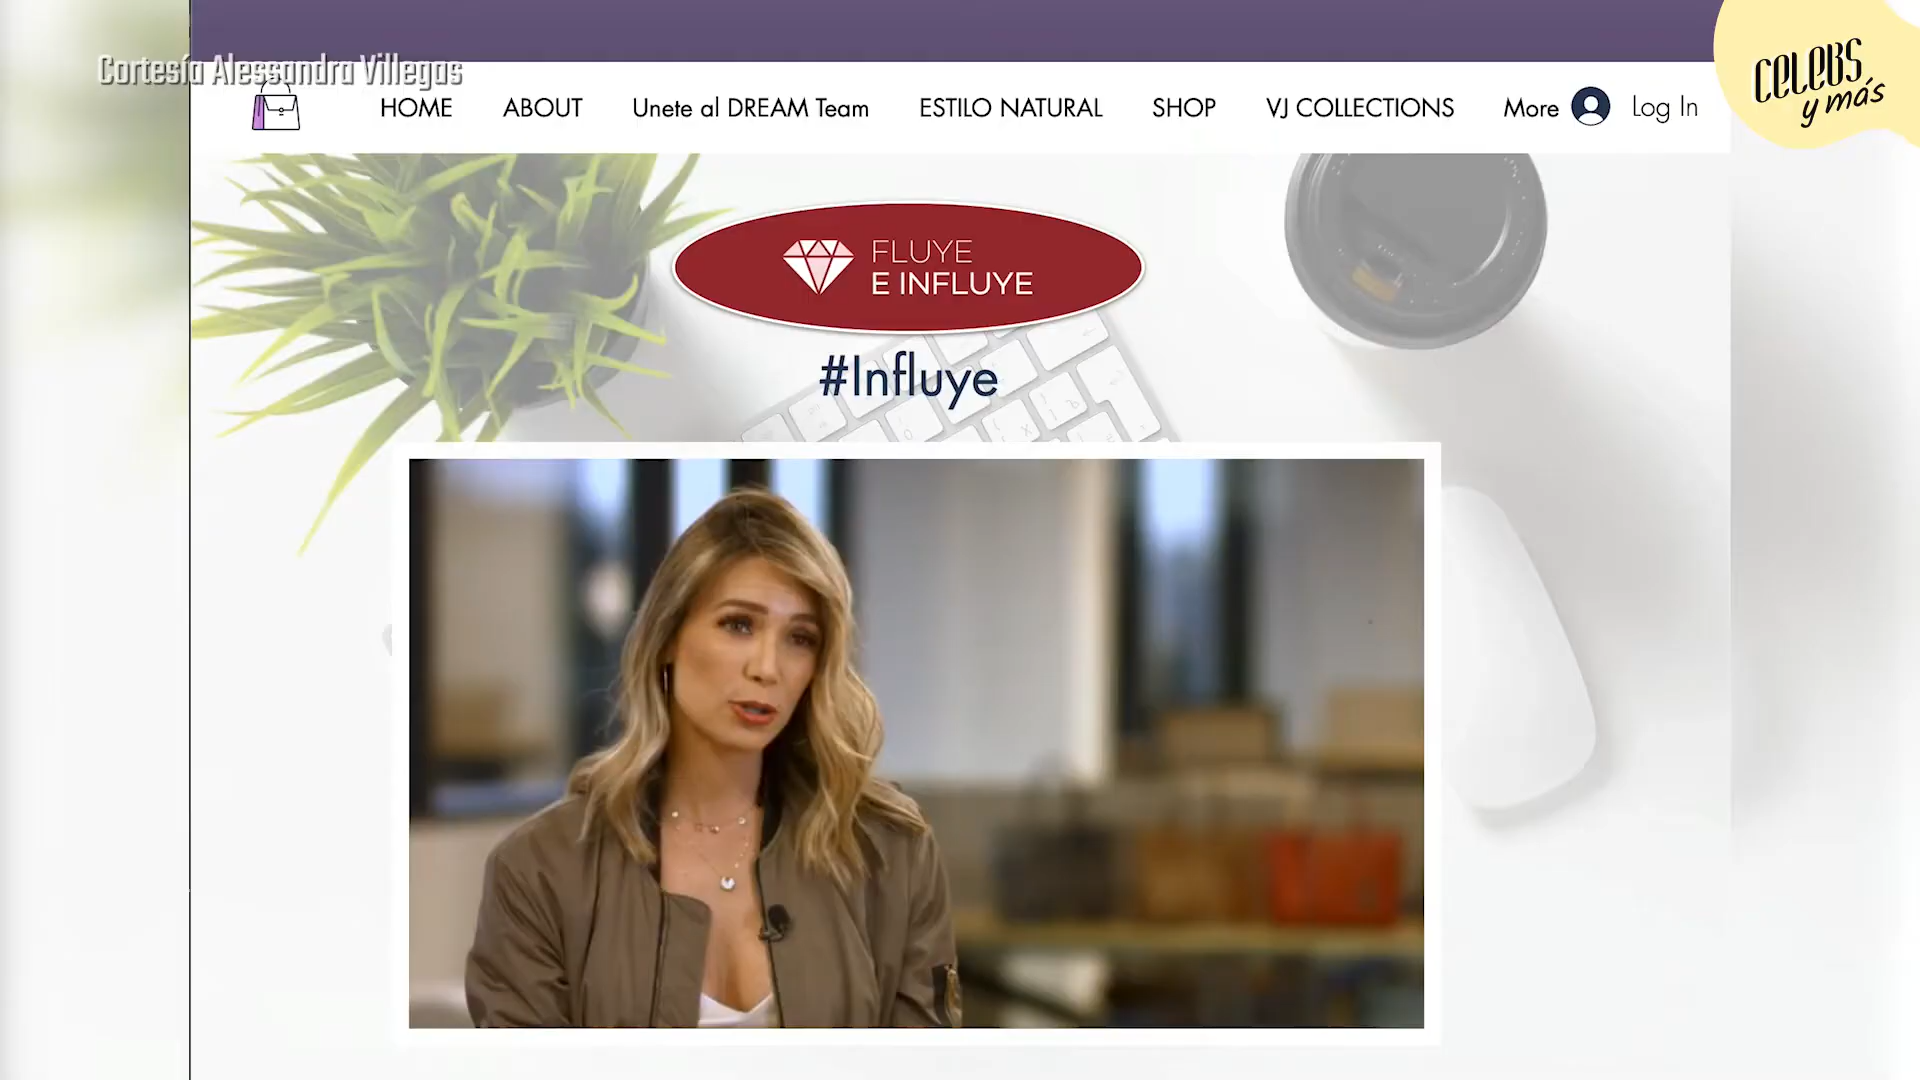 Cortesía Alessandra Villegas
CELEBS
y más
HOME
ABOUT
Unete al DREAM Team
ESTILO NATURAL
SHOP
VJ COLLECTIONS
More
Log In
FLUYE
E INFLUYE
#Influye